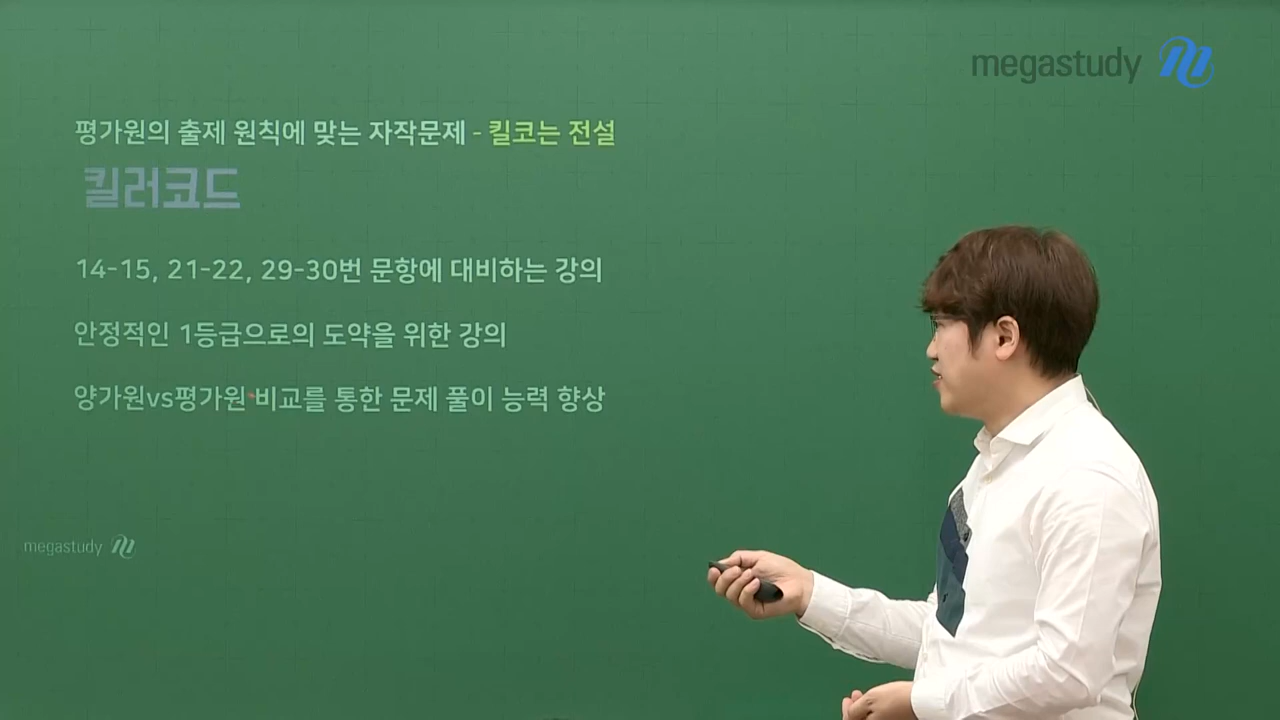 megastudy
평가원의 출제 원칙에 맞는 자작문제 - 킬코는 전설
킬러코드
14-15, 21-22, 29-30번 문항에 대비하는 강의
안정적인 1등급으로의 도약을 위한 강의
양가원vs평가원 비교를 통한 문제 풀이 능력 향상
megastudy